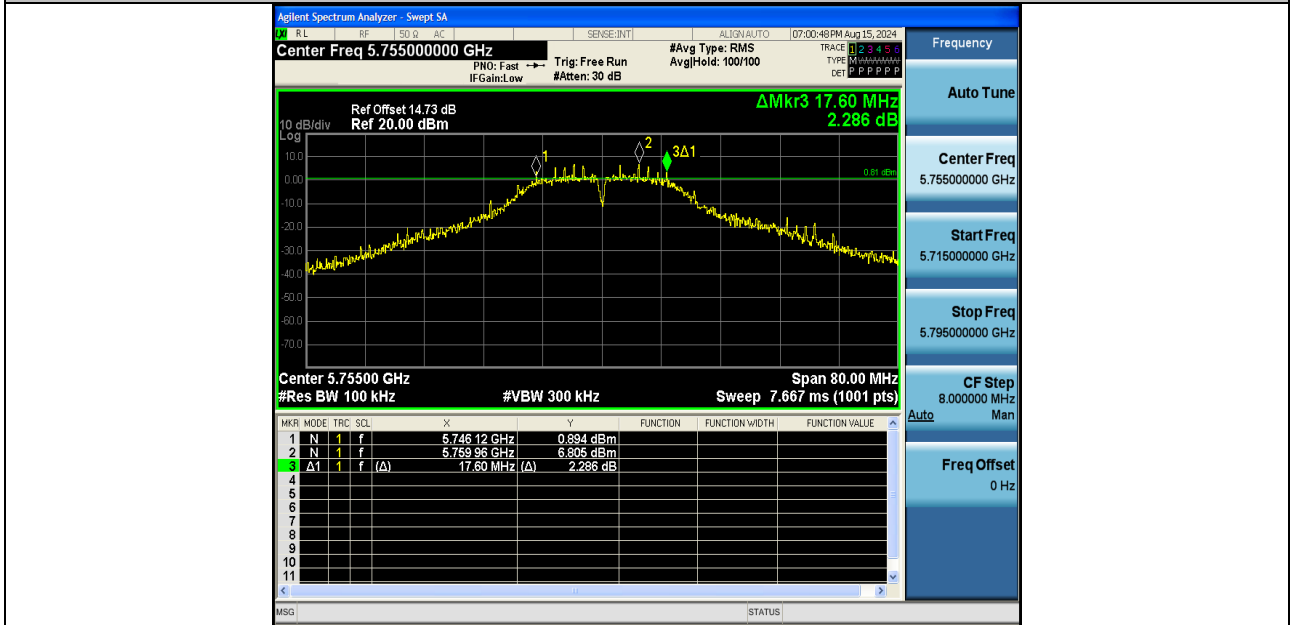 Agilent Spectrum Analyzer - Swept SA
LXI RL RF 50 Ω AC SENSE:INT ALIGN AUTO 07:00:48 PM Aug 15, 2024
Center Freq 5.755000000 GHz
#Avg Type: RMS
TRACE 1 2 3 4 5 6
PNO: Fast
Trig: Free Run
Avg|Hold: 100/100
TYPE M WWWWW
IFGain:Low
#Atten: 30 dB
DET P P P P P P
ΔMkr3 17.60 MHz
2.286 dB
Ref Offset 14.73 dB
10 dB/div Ref 20.00 dBm
Log
10.0
0.00
-10.0
-20.0
-30.0
-40.0
-50.0
-60.0
-70.0
1
2
3Δ1
0.81 dBm
Center 5.75500 GHz Span 80.00 MHz
#Res BW 100 kHz #VBW 300 kHz Sweep 7.667 ms (1001 pts)
MKR MODE TRC SCL X Y FUNCTION FUNCTION WIDTH FUNCTION VALUE
1 N 1 f 5.746 12 GHz 0.894 dBm
2 N 1 f 5.759 96 GHz 6.805 dBm
3 Δ1 1 f (Δ) 17.60 MHz (Δ) 2.286 dB
4
5
6
7
8
9
10
11
MSG STATUS
Frequency
Auto Tune
Center Freq
5.755000000 GHz
Start Freq
5.715000000 GHz
Stop Freq
5.795000000 GHz
CF Step
8.000000 MHz
Auto Man
Freq Offset
0 Hz